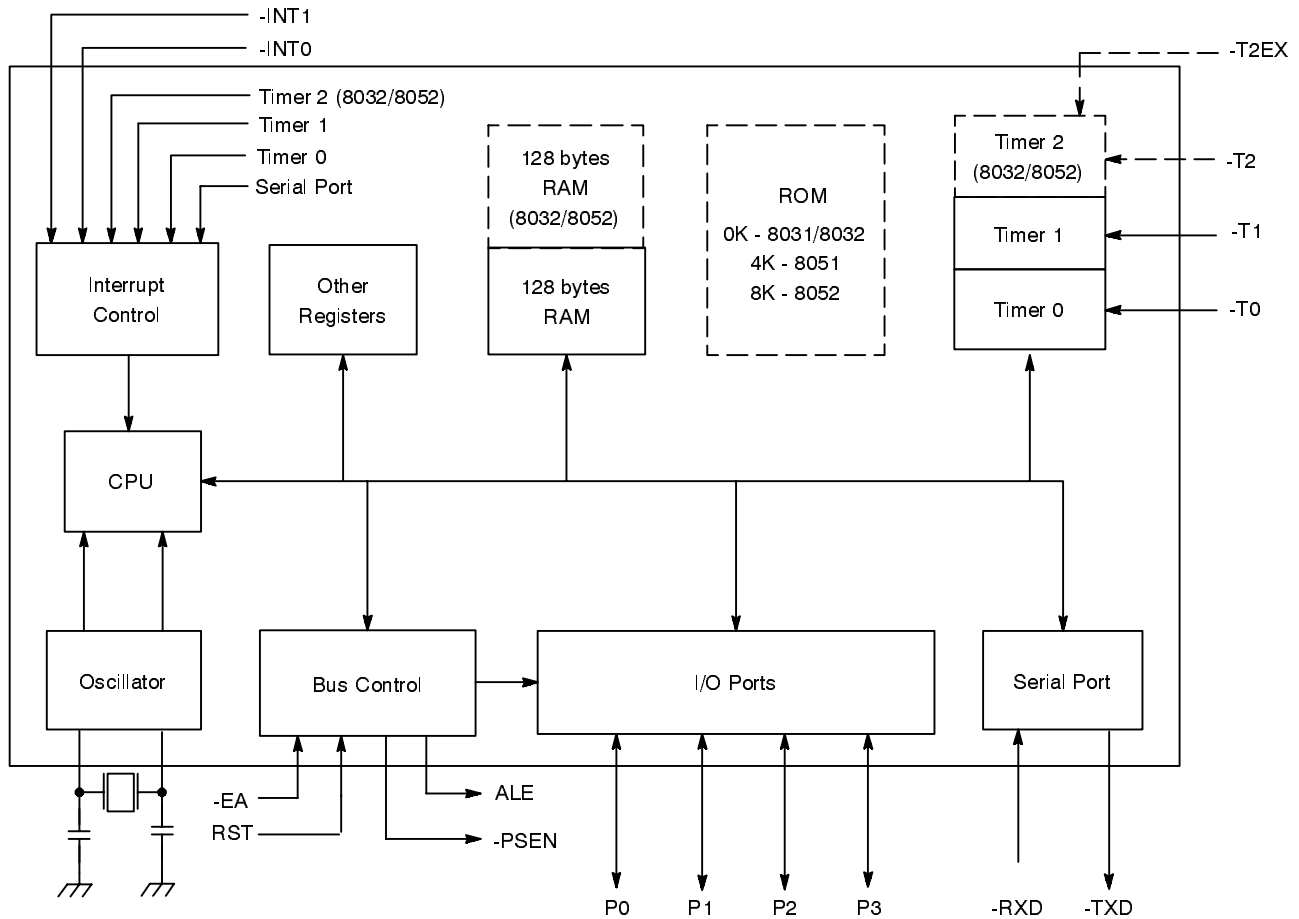 -INT1
-INT0
-T2EX
Timer 2 (8032/8052)
Timer 1
Timer 0
Serial Port
128 bytes
RAM
(8032/8052)
ROM
0K - 8031/8032
4K - 8051
8K - 8052
Timer 2
(8032/8052)
-T2
Timer 1
-T1
Timer 0
-T0
Interrupt
Control
Other
Registers
128 bytes
RAM
CPU
Oscillator
Bus Control
I/O Ports
Serial Port
-EA
RST
ALE
-PSEN
P0
P1
P2
P3
-RXD
-TXD